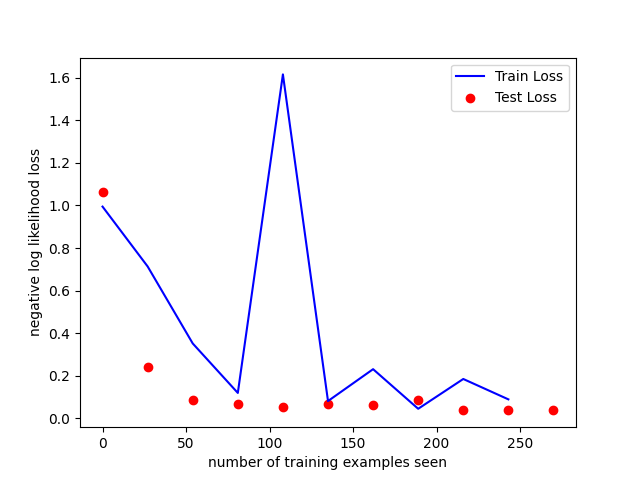 Train Loss
Test Loss
1.6
1.4
1.2
1.0
0.8
0.6
0.4
0.2
0.0
negative log likelihood loss
0 50 100 150 200 250
number of training examples seen